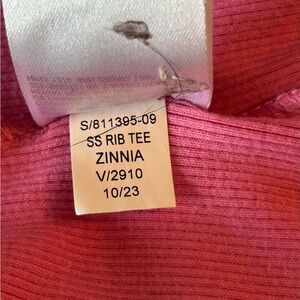 S/811395-09
SS RIB TEE
ZINNIA
V/2910
10/23